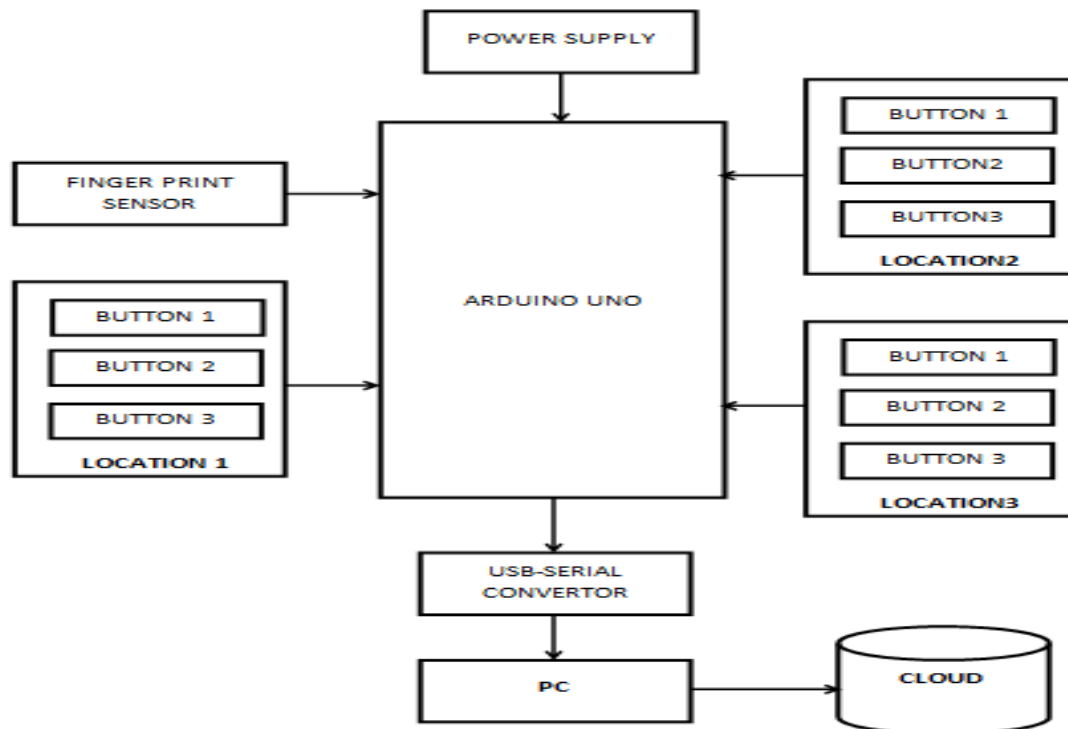 POWER SUPPLY
BUTTON 1
BUTTON2
BUTTON3
LOCATION2
FINGER PRINT
SENSOR
ARDUINO UNO
BUTTON 1
BUTTON 2
BUTTON 3
LOCATION 1
BUTTON 1
BUTTON 2
BUTTON 3
LOCATION3
USB-SERIAL
CONVERTOR
PC
CLOUD